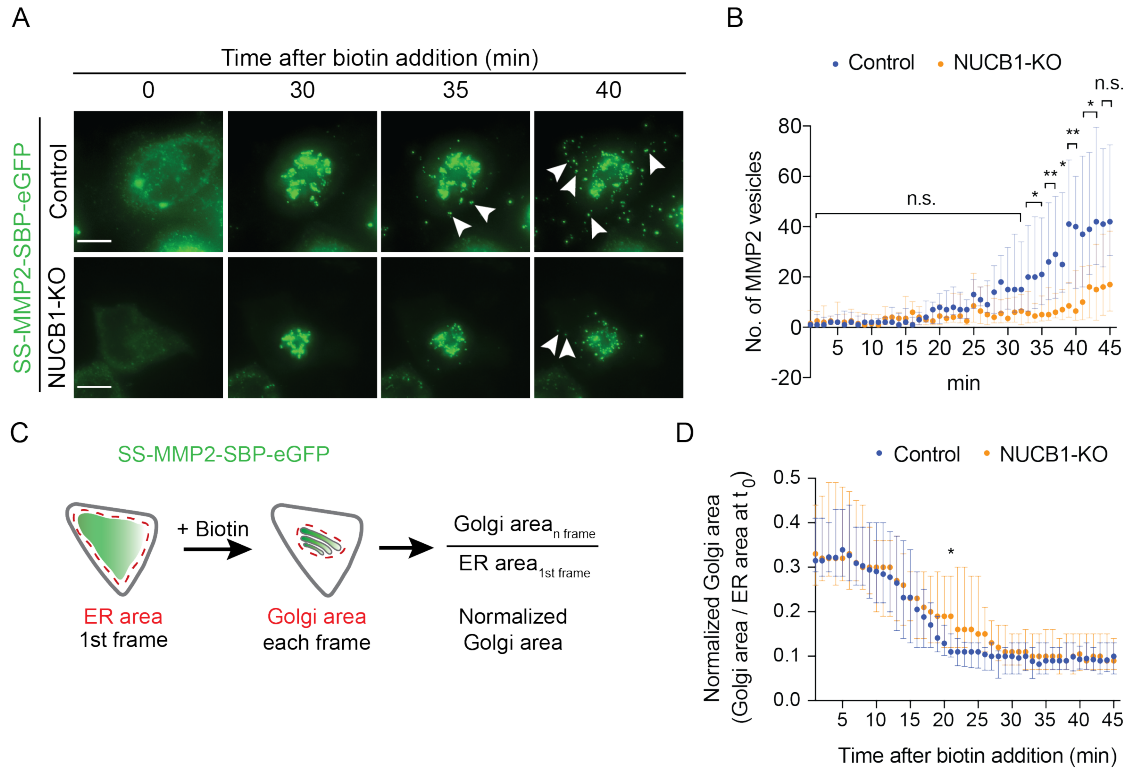 A
Time after biotin addition (min)
0 30 35 40
SS-MMP2-SBP-eGFP
Control
NUCB1-KO
B
Control NUCB1-KO
n.s.
*
**
*
**
*
n.s.
No. of MMP2 vesicles
80
60
40
20
0
-20
5 10 15 20 25 30 35 40 45
min
C
SS-MMP2-SBP-eGFP
+ Biotin
ER area
1st frame
Golgi area
each frame
Golgi area n frame
ER area 1st frame
Normalized
Golgi area
D
Control NUCB1-KO
*
Normalized Golgi area
(Golgi area / ER area at t0)
0.5
0.4
0.3
0.2
0.1
0.0
5 10 15 20 25 30 35 40 45
Time after biotin addition (min)